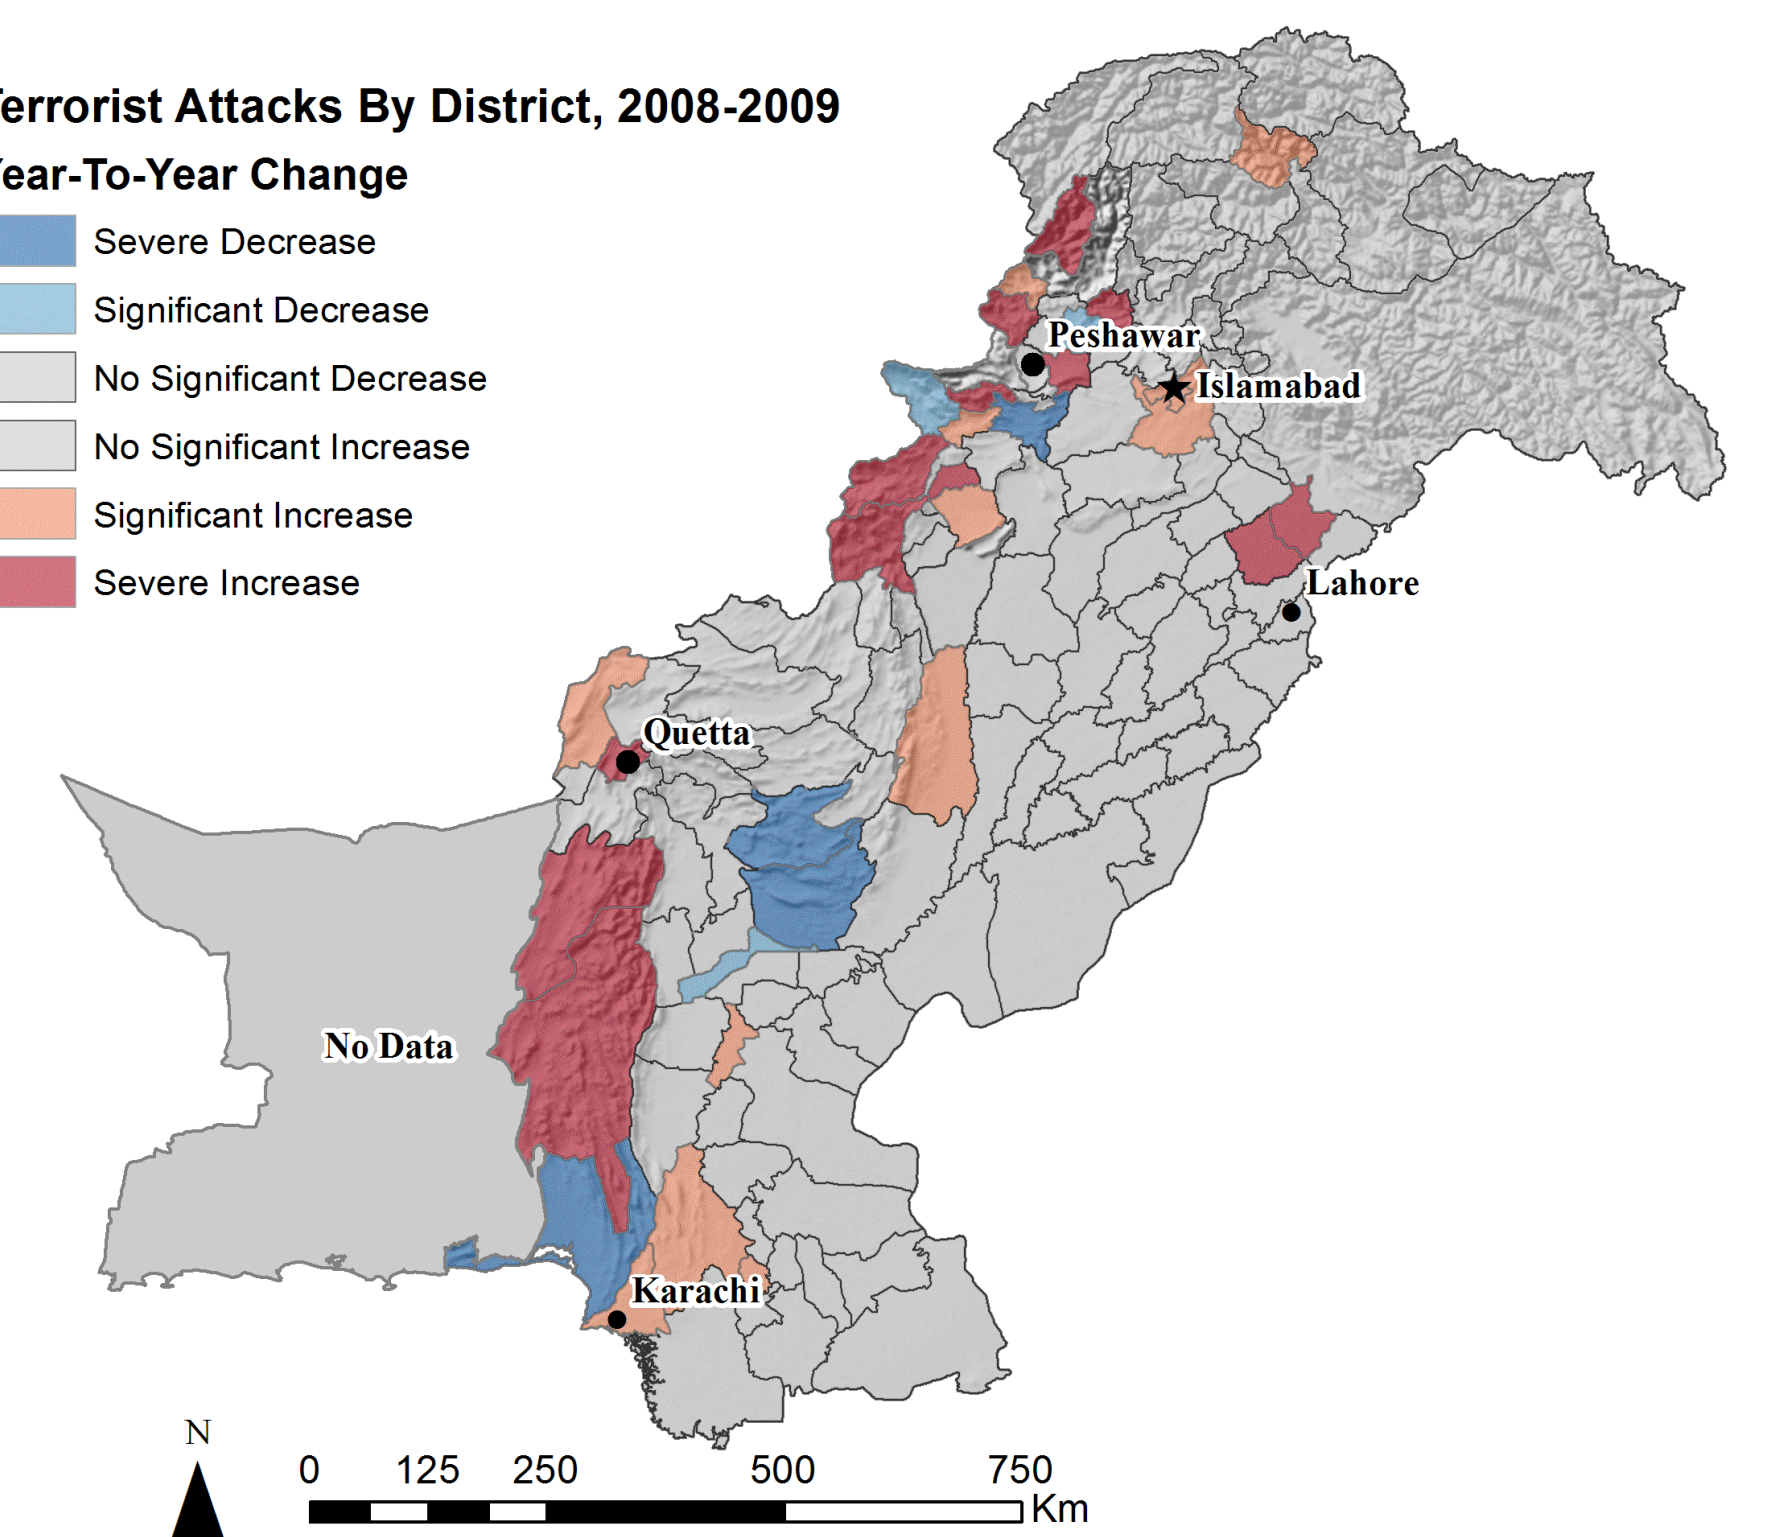 errorist Attacks By District, 2008-2009
ear-To-Year Change
Severe Decrease
Significant Decrease
No Significant Decrease
No Significant Increase
Significant Increase
Severe Increase
Peshawar
Islamabad
Lahore
Quetta
No Data
Karachi
N
0 125 250 500 750
Km